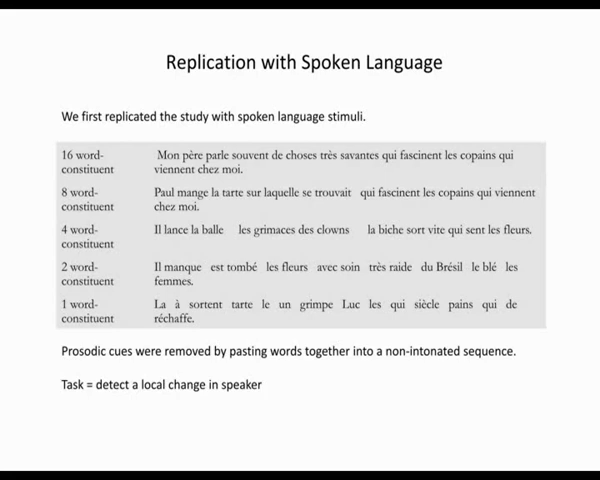 Replication with Spoken Language
We first replicated the study with spoken language stimuli.
16 word- Mon père parle souvent de choses très savantes qui fascinent les copains qui
constituent viennent chez moi.
8 word- Paul mange la tarte sur laquelle se trouvait qui fascinent les copains qui viennent
constituent chez moi.
4 word- Il lance la balle les grimaces des clowns la biche sort vite qui sent les fleurs.
constituent
2 word- Il manque est tombé les fleurs avec soin très raide du Brésil le blé les
constituent femmes.
1 word- La à sortent tarte le un grimpe Luc les qui siècle pains qui de
constituent réchaffe.
Prosodic cues were removed by pasting words together into a non-intonated sequence.
Task = detect a local change in speaker